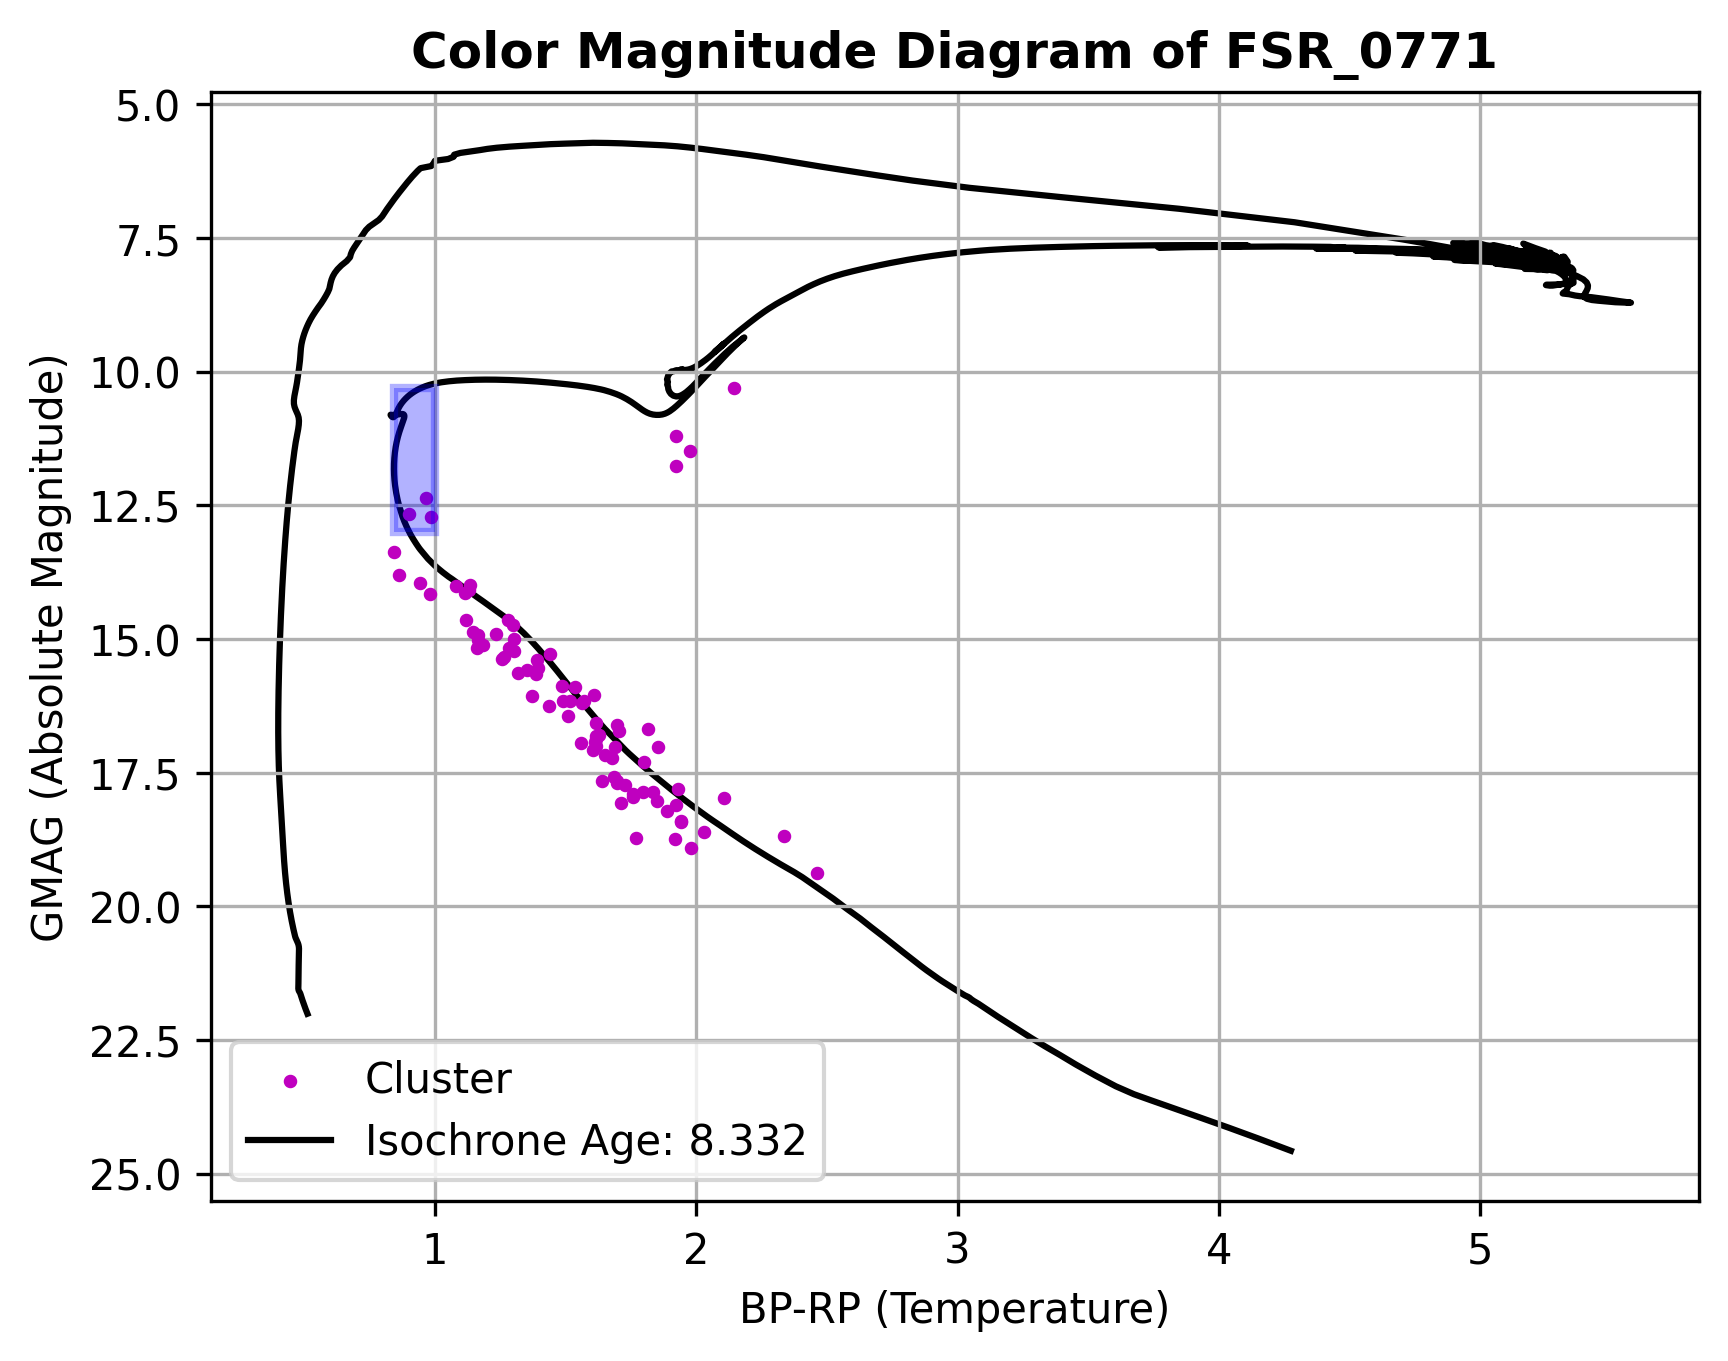 Color Magnitude Diagram of FSR_0771
GMAG (Absolute Magnitude)
5.0
7.5
10.0
12.5
15.0
17.5
20.0
22.5
25.0
Cluster
Isochrone Age: 8.332
1 2 3 4 5
BP-RP (Temperature)